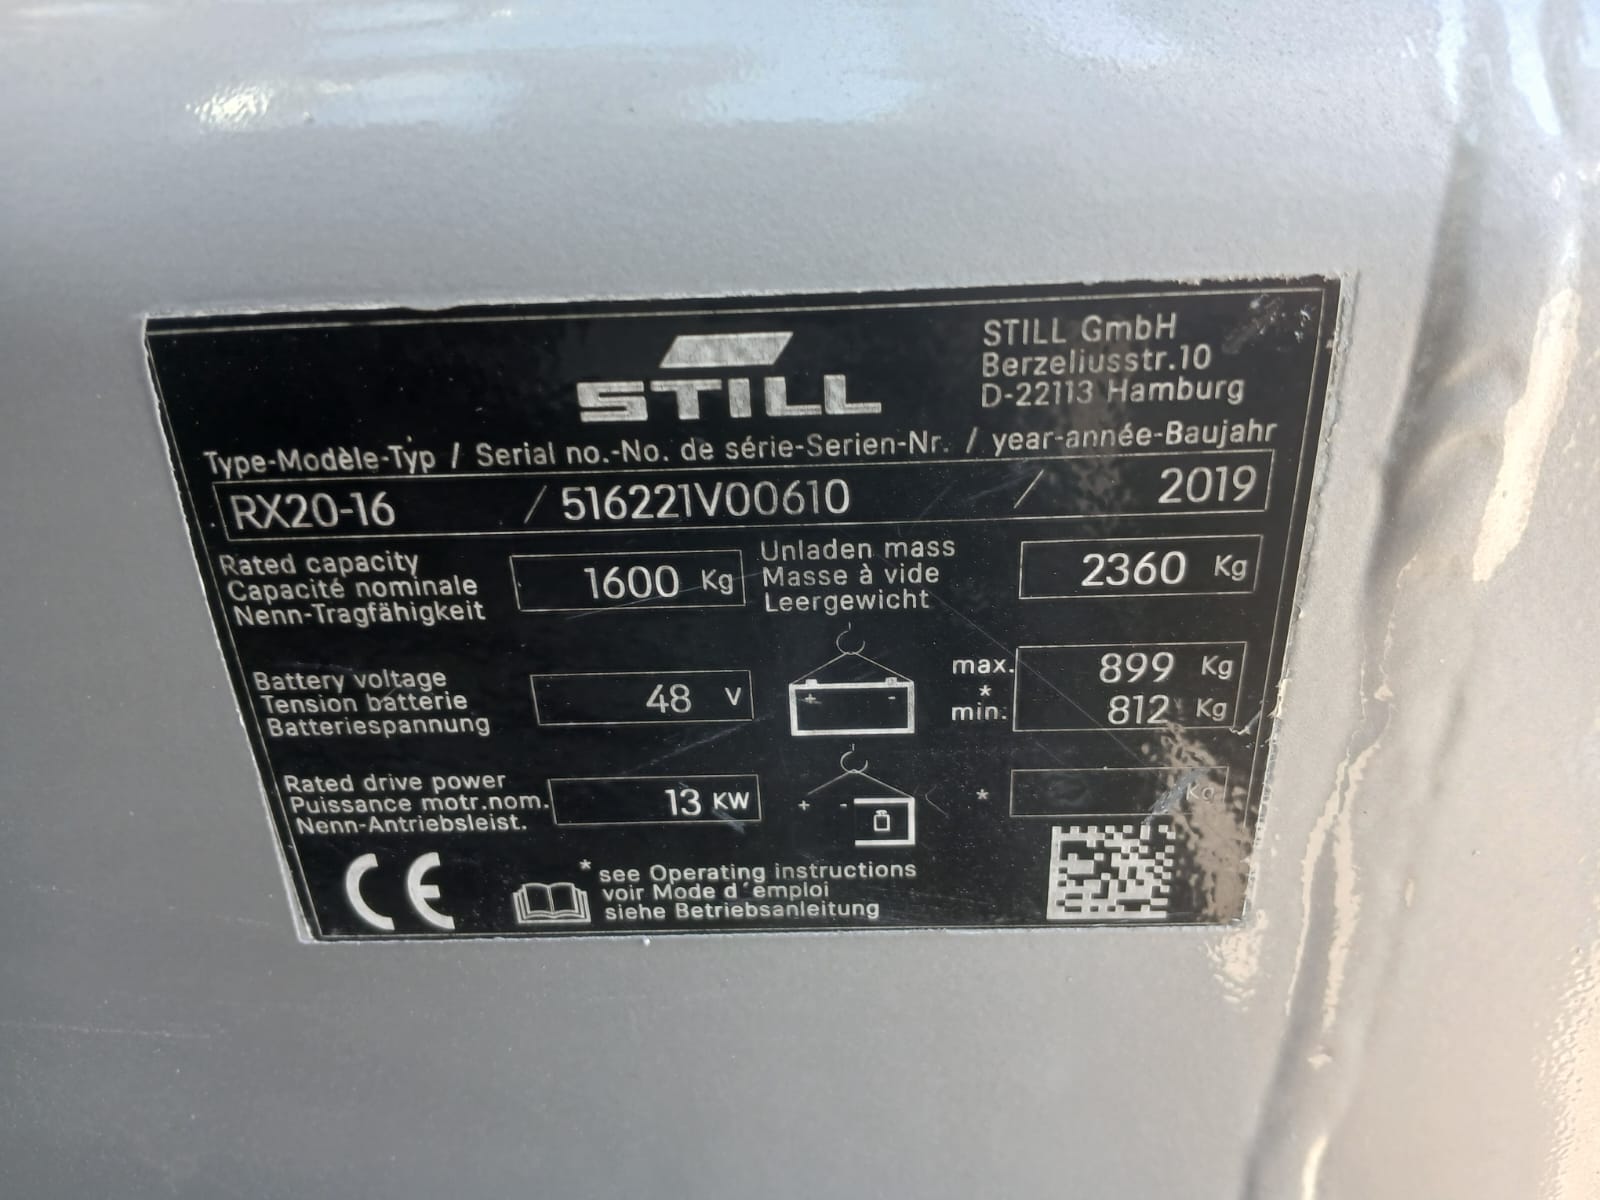 STILL
STILL GmbH
Berzeliusstr.10
D-22113 Hamburg
Type-Modèle-Typ / Serial no.-No. de série-Serien-Nr. / year-année-Baujahr
RX20-16 / 516221V00610 / 2019
Rated capacity
Capacité nominale
Nenn-Tragfähigkeit
1600 Kg
Unladen mass
Masse à vide
Leergewicht
2360 Kg
Battery voltage
Tension batterie
Batteriespannung
48 V
+ -
max. 899 Kg
*
min. 812 Kg
Rated drive power
Puissance motr.nom.
Nenn-Antriebsleist.
13 KW
+ -
* Kg
CE
* see Operating instructions
voir Mode d'emploi
siehe Betriebsanleitung